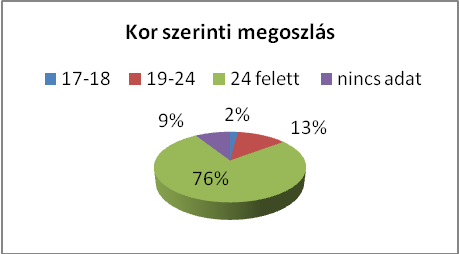 Kor szerinti megoszlás
17-18 19-24 24 felett nincs adat
9% 2% 13%
76%